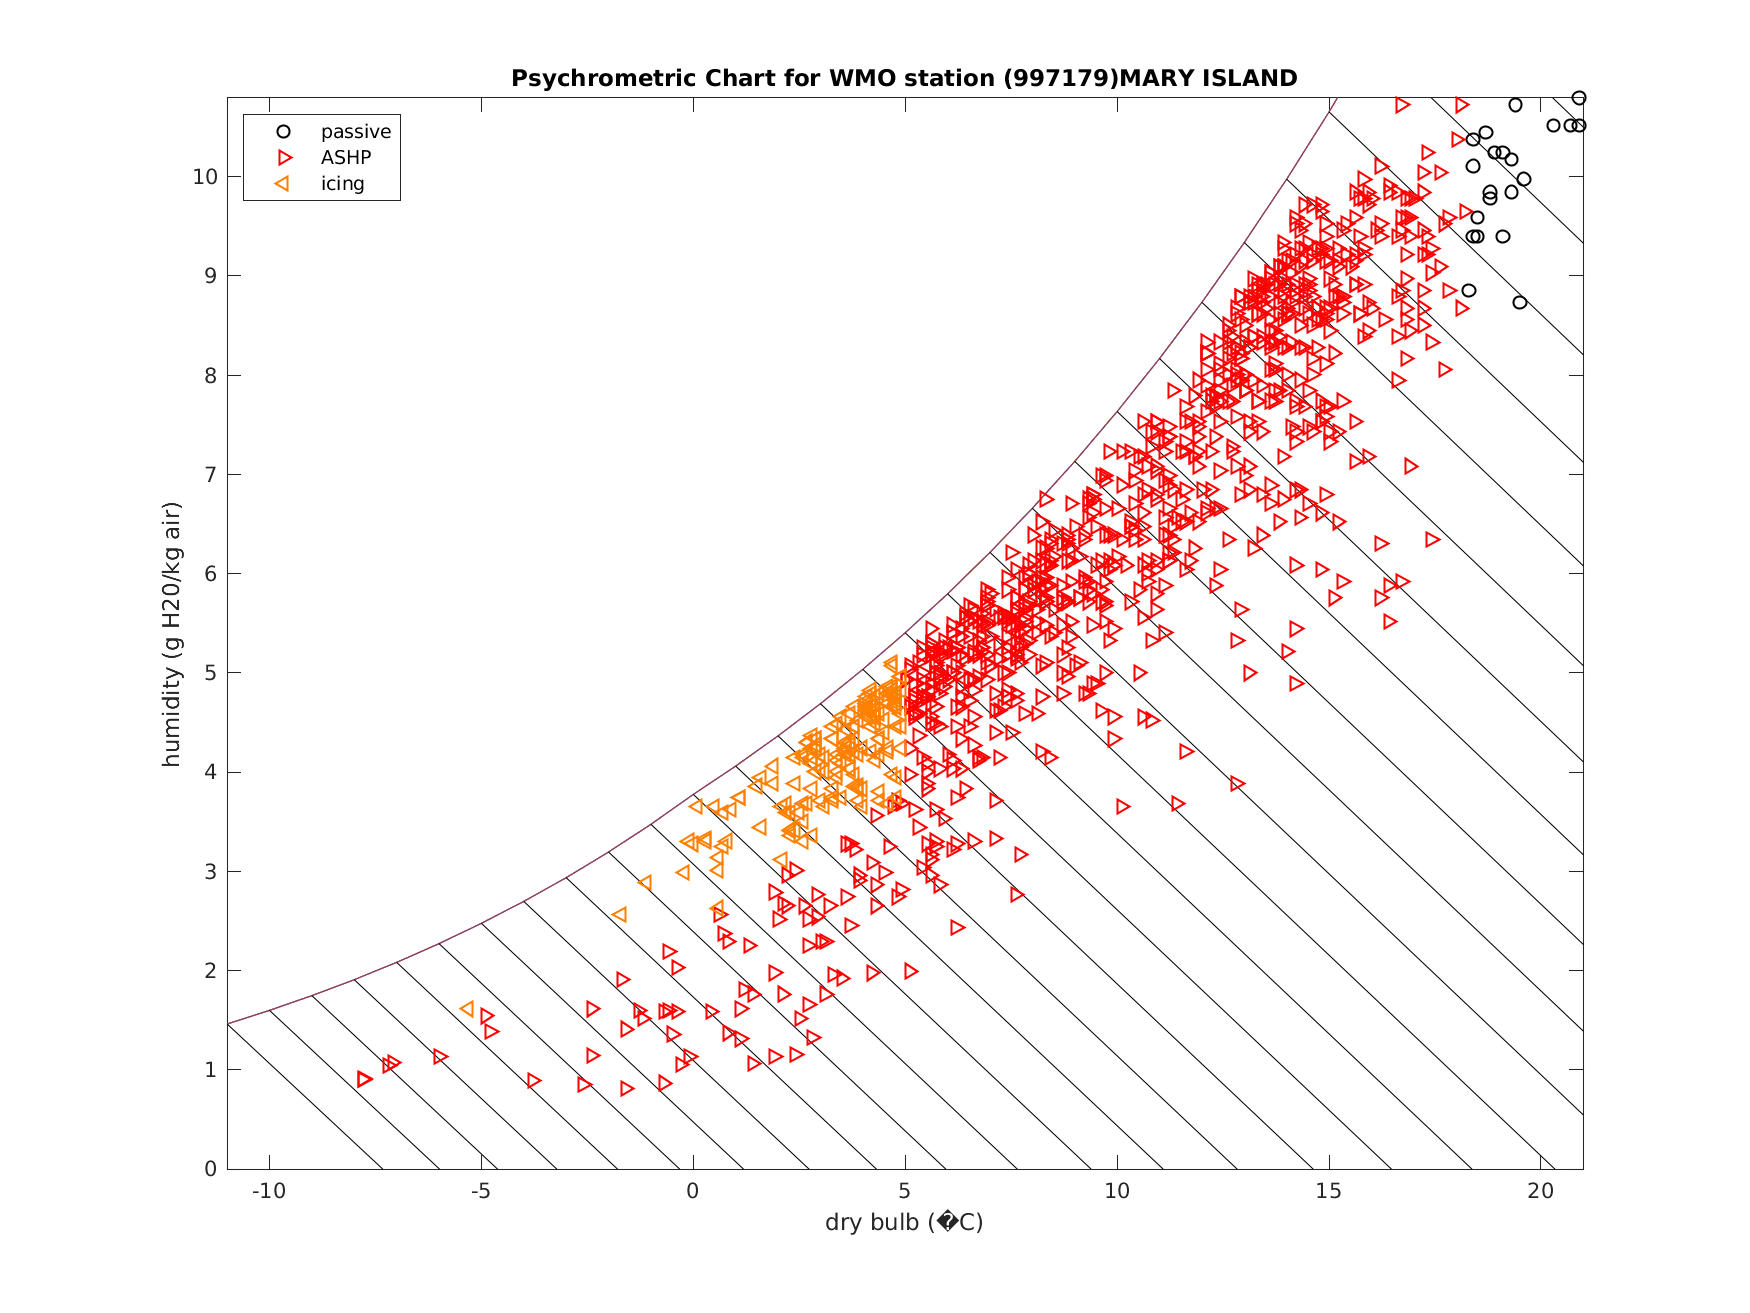 Psychrometric Chart for WMO station (997179)MARY ISLAND
passive
ASHP
icing
humidity (g H20/kg air)
10
9
8
7
6
5
4
3
2
1
0
-10 -5 0 5 10 15 20
dry bulb (�C)